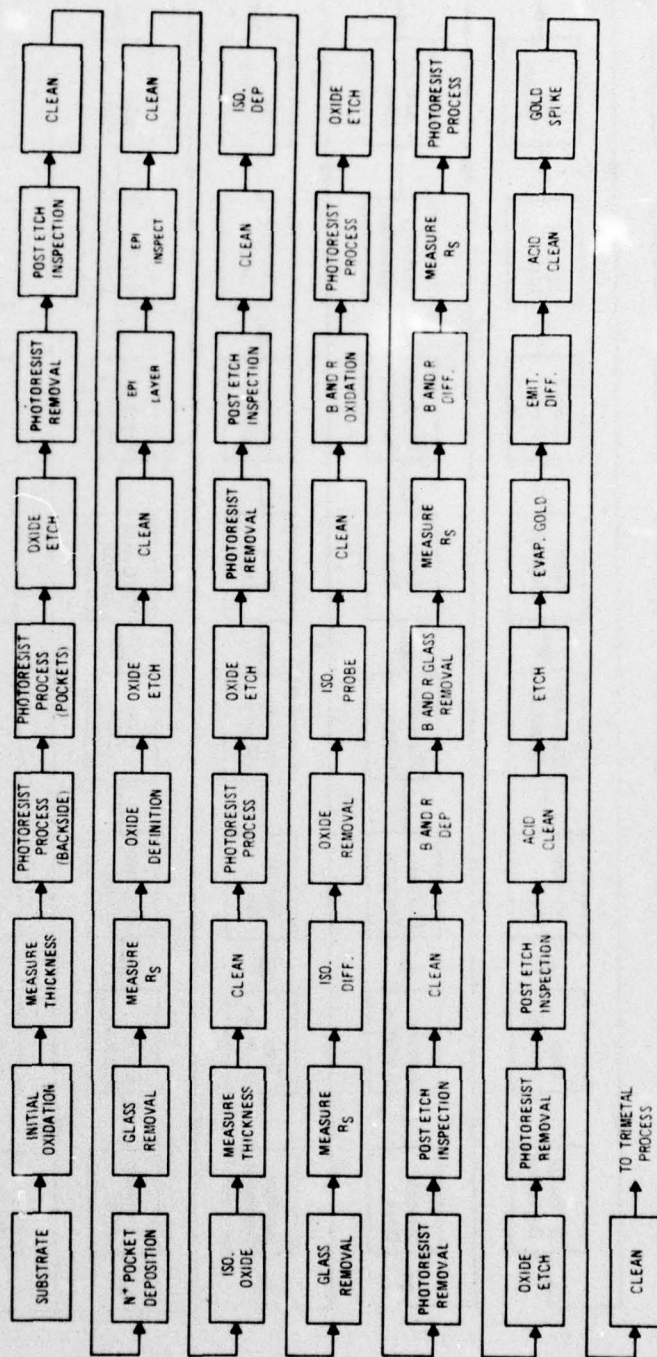 SUBSTRATE
INITIAL
OXIDATION
MEASURE
THICKNESS
PHOTORESIST
PROCESS
(BACKSIDE)
PHOTORESIST
PROCESS
(POCKETS)
OXIDE
ETCH
PHOTORESIST
REMOVAL
POST ETCH
INSPECTION
CLEAN
N+ POCKET
DEPOSITION
GLASS
REMOVAL
MEASURE
RS
OXIDE
DEFINITION
OXIDE
ETCH
CLEAN
EPI
LAYER
EPI
INSPECT
CLEAN
ISO.
OXIDE
MEASURE
THICKNESS
CLEAN
PHOTORESIST
PROCESS
OXIDE
ETCH
PHOTORESIST
REMOVAL
POST ETCH
INSPECTION
CLEAN
ISO.
DEP
GLASS
REMOVAL
MEASURE
RS
ISO.
DIFF.
OXIDE
REMOVAL
ISO.
PROBE
CLEAN
B AND R
OXIDATION
PHOTORESIST
PROCESS
OXIDE
ETCH
PHOTORESIST
REMOVAL
POST ETCH
INSPECTION
CLEAN
B AND R
DEP
B AND R GLASS
REMOVAL
MEASURE
RS
B AND R
DIFF.
MEASURE
RS
PHOTORESIST
PROCESS
OXIDE
ETCH
PHOTORESIST
REMOVAL
POST ETCH
INSPECTION
ACID
CLEAN
ETCH
EVAP. GOLD
EMIT.
DIFF.
ACID
CLEAN
GOLD
SPIKE
CLEAN
TO TRIMETAL
PROCESS